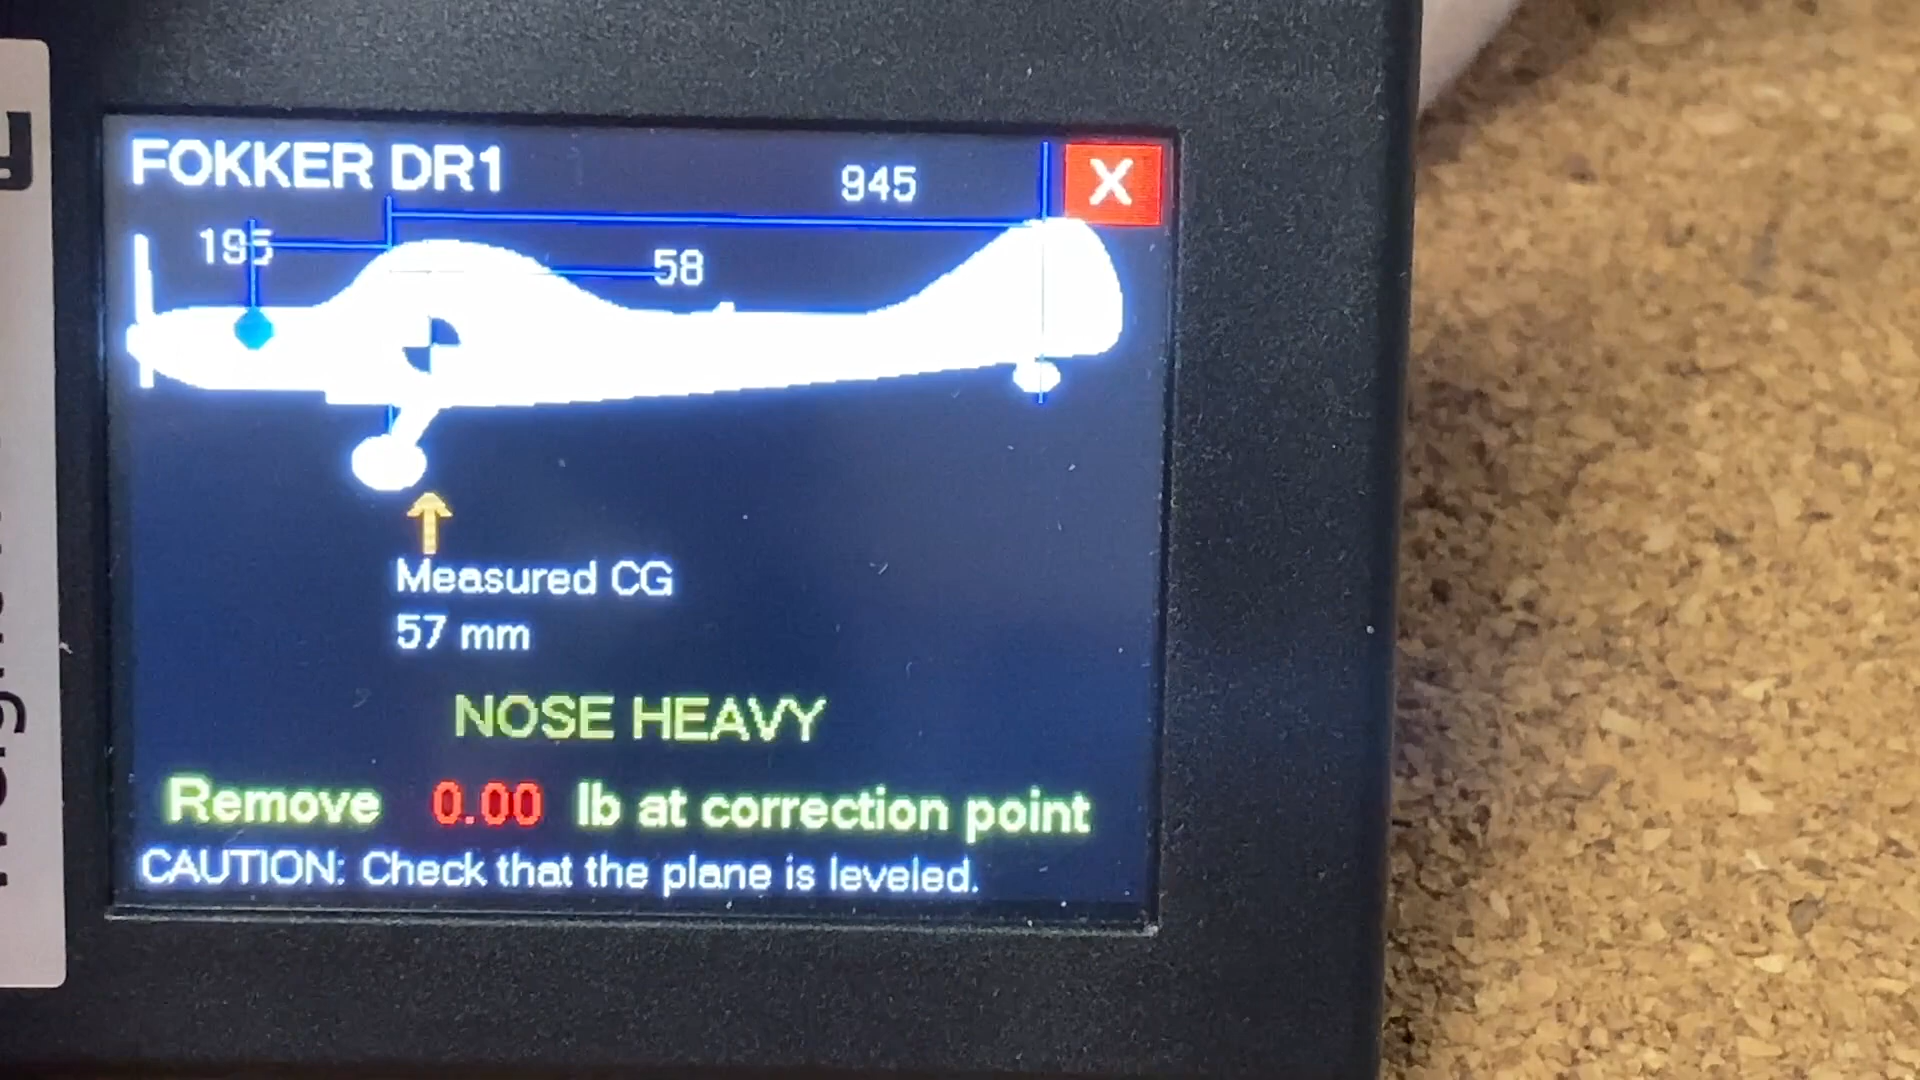 FOKKER DR1
945
X
195
58
Measured CG
57 mm
NOSE HEAVY
Remove 0.00 lb at correction point
CAUTION: Check that the plane is leveled.